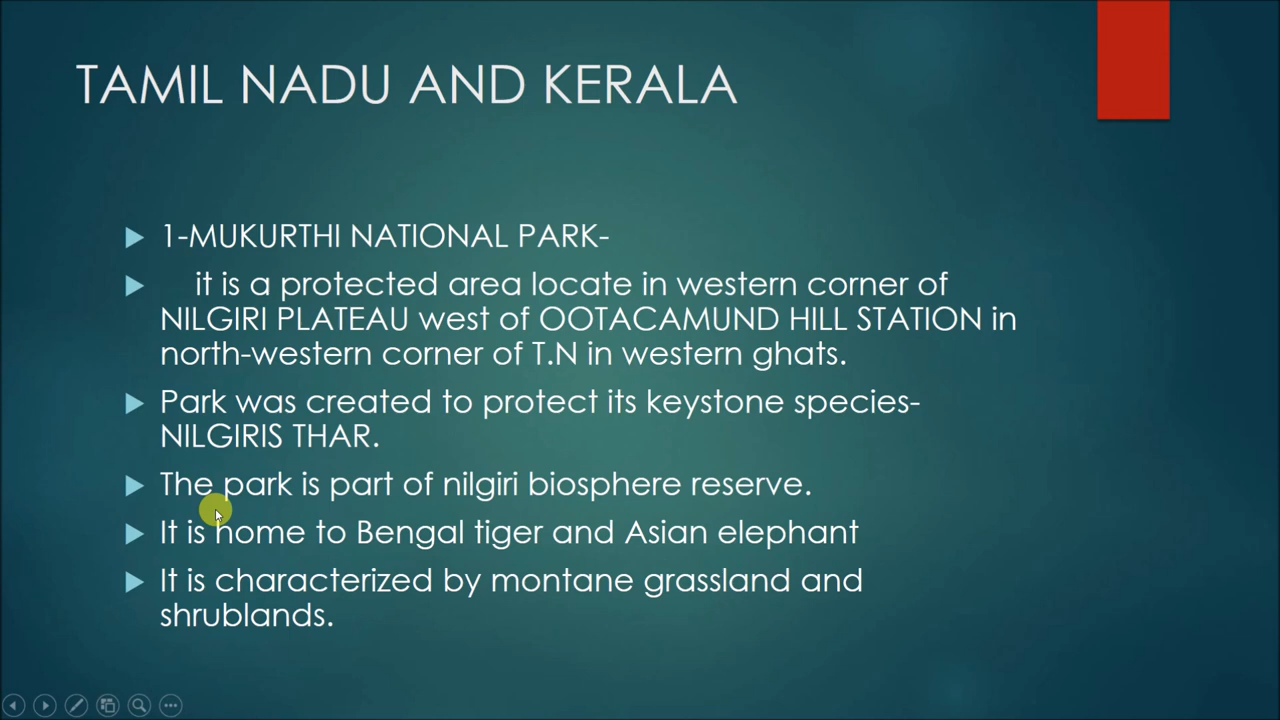 TAMIL NADU AND KERALA
1-MUKURTHI NATIONAL PARK-
it is a protected area locate in western corner of
NILGIRI PLATEAU west of OOTACAMUND HILL STATION in
north-western corner of T.N in western ghats.
Park was created to protect its keystone species-
NILGIRIS THAR.
The park is part of nilgiri biosphere reserve.
It is home to Bengal tiger and Asian elephant
It is characterized by montane grassland and
shrublands.